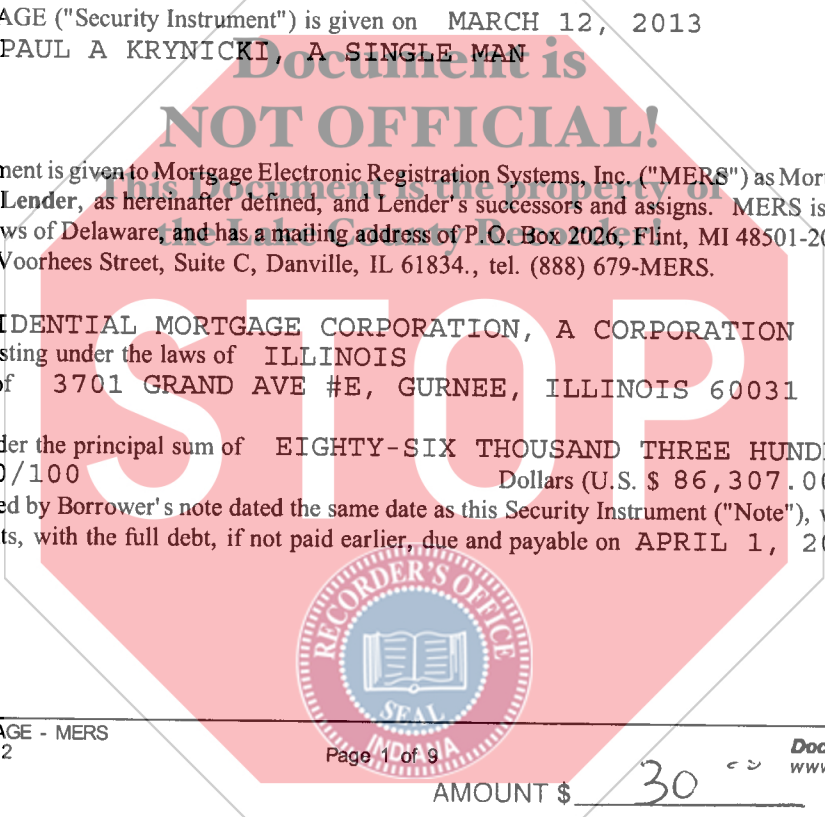 AGE ("Security Instrument") is given on MARCH 12, 2013
PAUL A KRYNICKI, A SINGLE MAN
Document is
NOT OFFICIAL!
ment is given to Mortgage Electronic Registration Systems, Inc. ("MERS") as Mor
This Document is the property of
Lender, as hereinafter defined, and Lender's successors and assigns. MERS is
the Lake County Recorder!
ws of Delaware, and has a mailing address of P.O. Box 2026, Flint, MI 48501-20
Voorhees Street, Suite C, Danville, IL 61834., tel. (888) 679-MERS.
STOP
IDENTIAL MORTGAGE CORPORATION, A CORPORATION
sting under the laws of ILLINOIS
of 3701 GRAND AVE #E, GURNEE, ILLINOIS 60031
der the principal sum of EIGHTY-SIX THOUSAND THREE HUND
0/100 Dollars (U.S. $ 86,307.00
ed by Borrower's note dated the same date as this Security Instrument ("Note"),
ts, with the full debt, if not paid earlier, due and payable on APRIL 1, 20
RECORDER'S OFFICE
SEAL
INDIANA
AGE - MERS
2
Page 1 of 9
Doc
www
AMOUNT $ 30